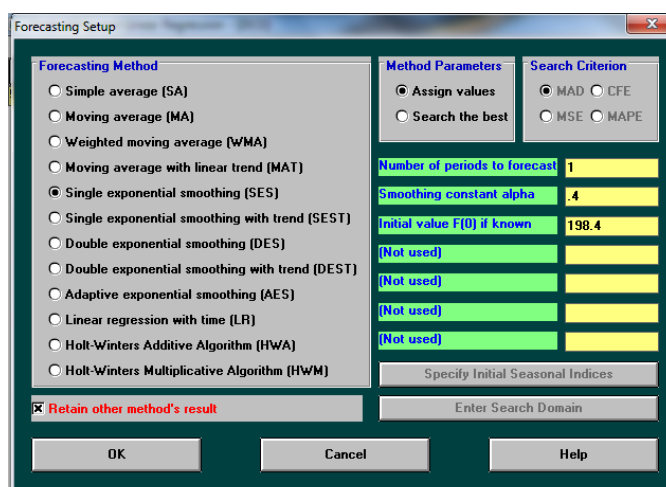 Forecasting Setup
Forecasting Method
Simple average (SA)
Moving average (MA)
Weighted moving average (WMA)
Moving average with linear trend (MAT)
Single exponential smoothing (SES)
Single exponential smoothing with trend (SEST)
Double exponential smoothing (DES)
Double exponential smoothing with trend (DEST)
Adaptive exponential smoothing (AES)
Linear regression with time (LR)
Holt-Winters Additive Algorithm (HWA)
Holt-Winters Multiplicative Algorithm (HWM)
Retain other method's result
Method Parameters
Assign values
Search the best
Search Criterion
MAD CFE
MSE MAPE
Number of periods to forecast 1
Smoothing constant alpha .4
Initial value F(0) if known 198.4
(Not used)
(Not used)
(Not used)
(Not used)
Specify Initial Seasonal Indices
Enter Search Domain
OK Cancel Help